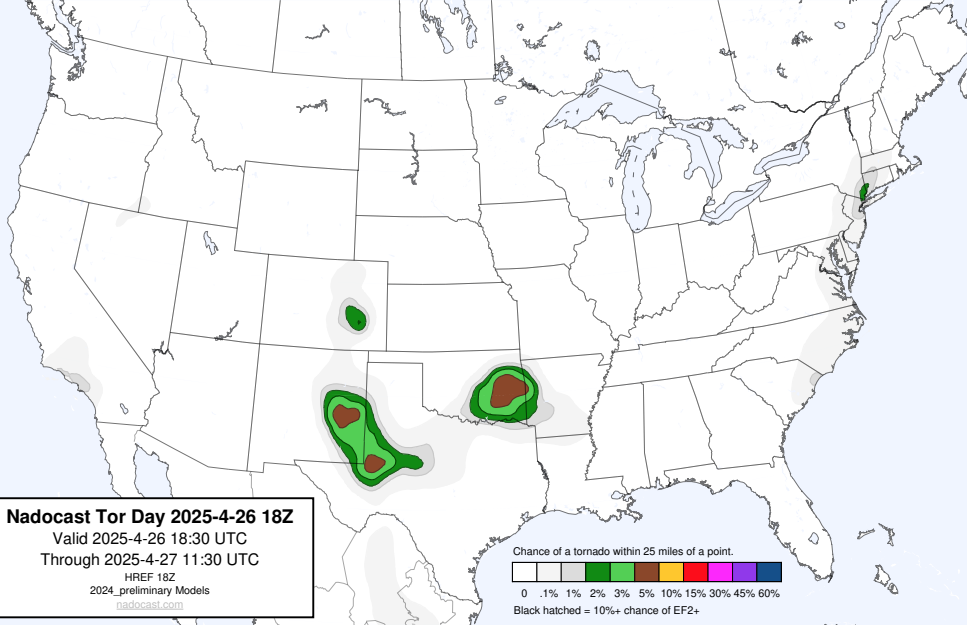 Nadocast Tor Day 2025-4-26 18Z
Valid 2025-4-26 18:30 UTC
Through 2025-4-27 11:30 UTC
HREF 18Z
2024_preliminary Models
nadocast.com
Chance of a tornado within 25 miles of a point.
0 .1% 1% 2% 3% 5% 10% 15% 30% 45% 60%
Black hatched = 10%+ chance of EF2+